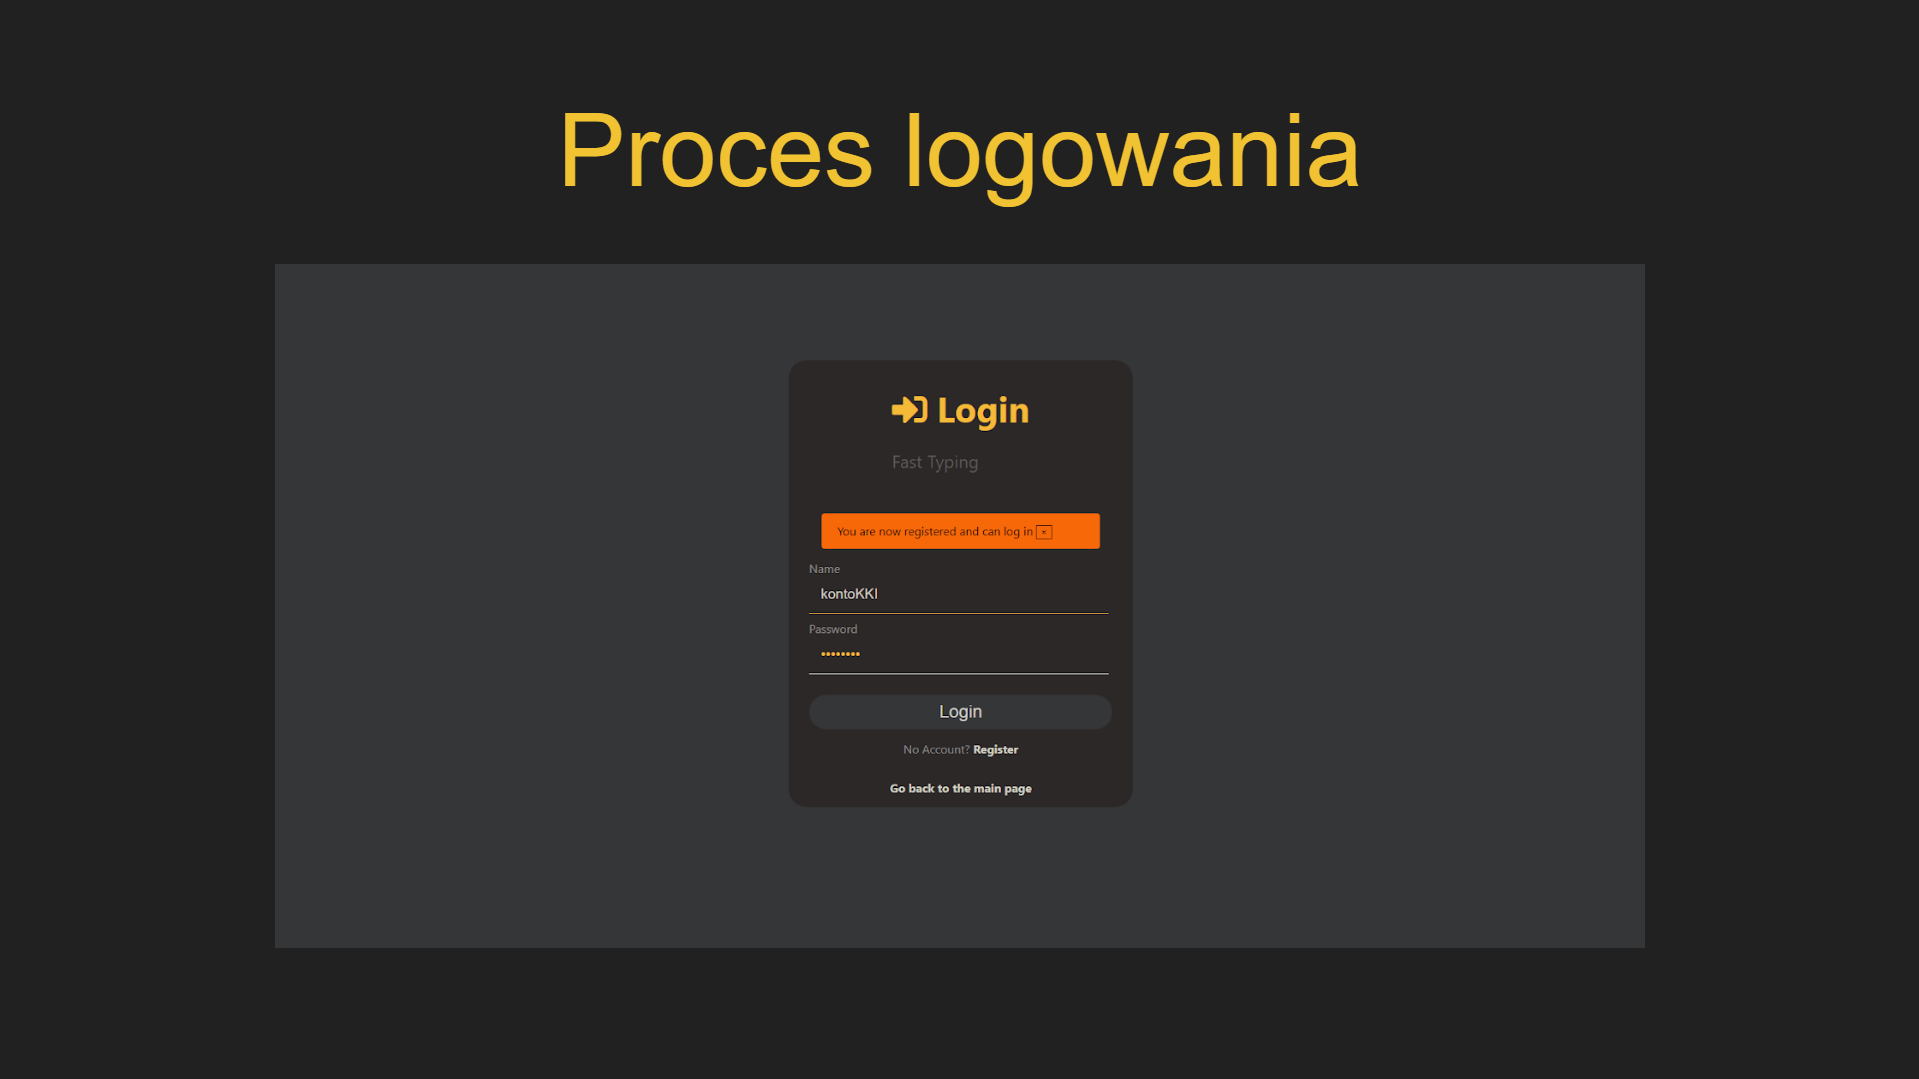 Proces logowania
Login
Fast Typing
You are now registered and can log in ×
Name
kontoKKI
Password
••••••••
Login
No Account? Register
Go back to the main page